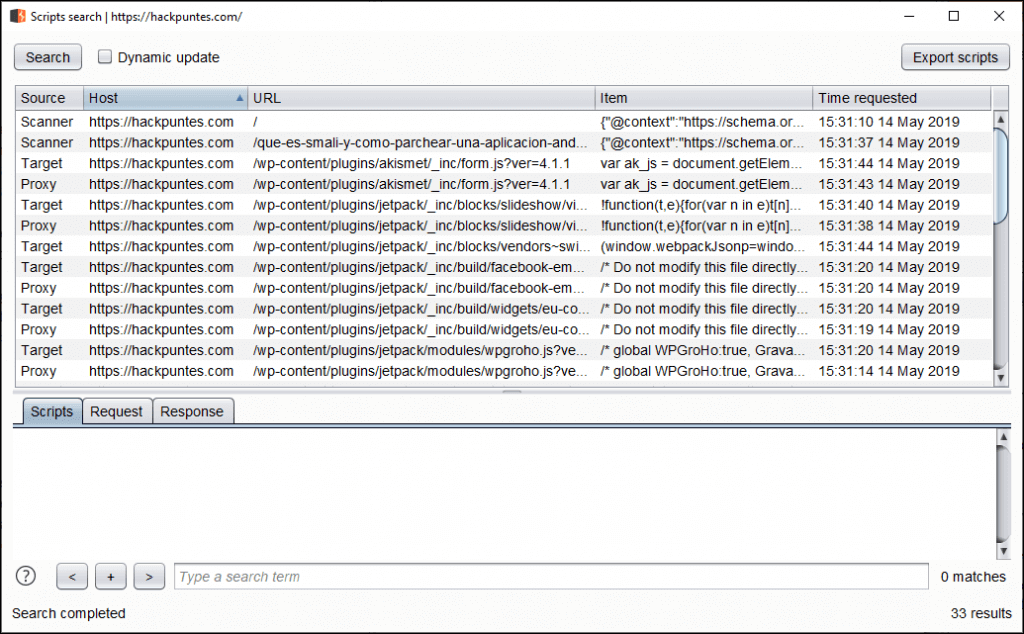 Scripts search | https://hackpuntes.com/
Search Dynamic update Export scripts
Source Host URL Item Time requested
Scanner https://hackpuntes.com / {"@context":"https://schema.or... 15:31:10 14 May 2019
Scanner https://hackpuntes.com /que-es-smali-y-como-parchear-una-aplicacion-and... {"@context":"https://schema.or... 15:31:37 14 May 2019
Target https://hackpuntes.com /wp-content/plugins/akismet/_inc/form.js?ver=4.1.1 var ak_js = document.getElem... 15:31:44 14 May 2019
Proxy https://hackpuntes.com /wp-content/plugins/akismet/_inc/form.js?ver=4.1.1 var ak_js = document.getElem... 15:31:43 14 May 2019
Target https://hackpuntes.com /wp-content/plugins/jetpack/_inc/blocks/slideshow/vi... !function(t,e){for(var n in e)t[n]... 15:31:40 14 May 2019
Proxy https://hackpuntes.com /wp-content/plugins/jetpack/_inc/blocks/slideshow/vi... !function(t,e){for(var n in e)t[n]... 15:31:38 14 May 2019
Target https://hackpuntes.com /wp-content/plugins/jetpack/_inc/blocks/vendors~swi... (window.webpackJsonp=windo... 15:31:44 14 May 2019
Target https://hackpuntes.com /wp-content/plugins/jetpack/_inc/build/facebook-em... /* Do not modify this file directly... 15:31:20 14 May 2019
Proxy https://hackpuntes.com /wp-content/plugins/jetpack/_inc/build/facebook-em... /* Do not modify this file directly... 15:31:20 14 May 2019
Target https://hackpuntes.com /wp-content/plugins/jetpack/_inc/build/widgets/eu-co... /* Do not modify this file directly... 15:31:20 14 May 2019
Proxy https://hackpuntes.com /wp-content/plugins/jetpack/_inc/build/widgets/eu-co... /* Do not modify this file directly... 15:31:19 14 May 2019
Target https://hackpuntes.com /wp-content/plugins/jetpack/modules/wpgroho.js?ve... /* global WPGroHo:true, Grava... 15:31:20 14 May 2019
Proxy https://hackpuntes.com /wp-content/plugins/jetpack/modules/wpgroho.js?ve... /* global WPGroHo:true, Grava... 15:31:14 14 May 2019
Scripts Request Response
? < + > Type a search term 0 matches
Search completed 33 results